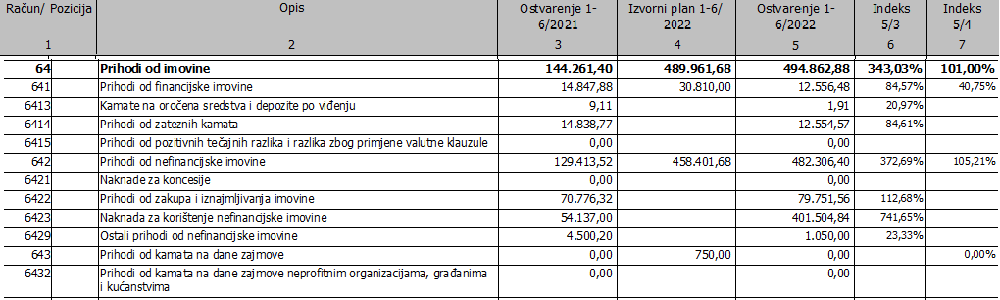 Račun/ Pozicija Opis Ostvarenje 1-6/2021 Izvorni plan 1-6/2022 Ostvarenje 1-6/2022 Indeks 5/3 Indeks 5/4
1 2 3 4 5 6 7
64 Prihodi od imovine 144.261,40 489.961,68 494.862,88 343,03% 101,00%
641 Prihodi od financijske imovine 14.847,88 30.810,00 12.556,48 84,57% 40,75%
6413 Kamate na oročena sredstva i depozite po viđenju 9,11 1,91 20,97%
6414 Prihodi od zateznih kamata 14.838,77 12.554,57 84,61%
6415 Prihodi od pozitivnih tečajnih razlika i razlika zbog primjene valutne klauzule 0,00 0,00
642 Prihodi od nefinancijske imovine 129.413,52 458.401,68 482.306,40 372,69% 105,21%
6421 Naknade za koncesije 0,00 0,00
6422 Prihodi od zakupa i iznajmljivanja imovine 70.776,32 79.751,56 112,68%
6423 Naknada za korištenje nefinancijske imovine 54.137,00 401.504,84 741,65%
6429 Ostali prihodi od nefinancijske imovine 4.500,20 1.050,00 23,33%
643 Prihodi od kamata na dane zajmove 0,00 750,00 0,00 0,00%
6432 Prihodi od kamata na dane zajmove neprofitnim organizacijama, građanima 0,00 0,00
i kućanstvima